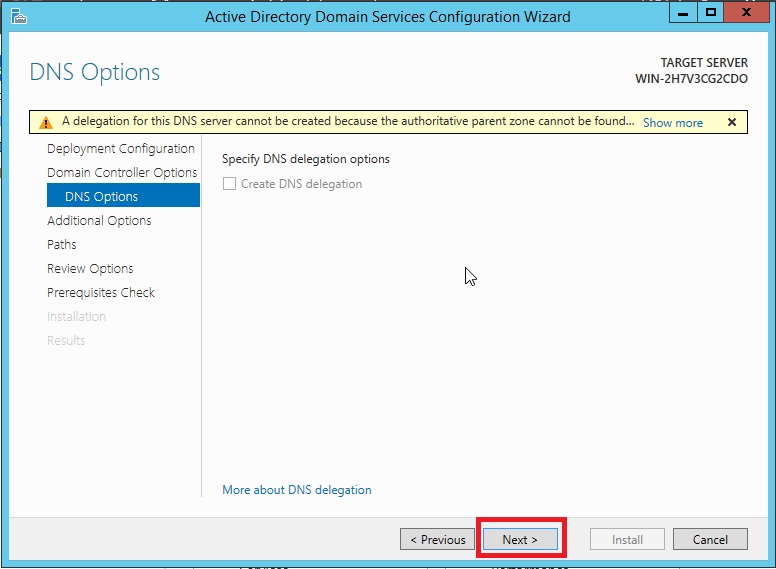 Active Directory Domain Services Configuration Wizard
DNS Options
TARGET SERVER
WIN-2H7V3CG2CDO
A delegation for this DNS server cannot be created because the authoritative parent zone cannot be found... Show more
Deployment Configuration
Domain Controller Options
DNS Options
Additional Options
Paths
Review Options
Prerequisites Check
Installation
Results
Specify DNS delegation options
Create DNS delegation
More about DNS delegation
< Previous
Next >
Install
Cancel